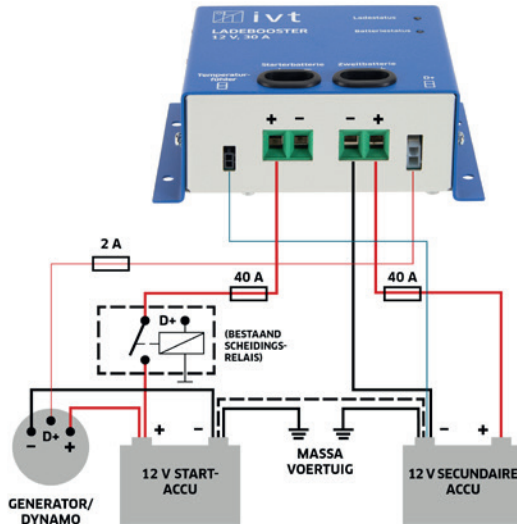 ivt
LADEBOOSTER
12 V, 30 A
Ladestatus
Batteriestatus
Starterbatterie
Zweitbatterie
Temperatur-
fühler
D+
+ − − +
2 A
40 A
40 A
D+
(BESTAAND
SCHEIDINGS-
RELAIS)
D+
− +
+ −
− +
12 V START-
ACCU
MASSA
VOERTUIG
12 V SECUNDAIRE
ACCU
GENERATOR/
DYNAMO